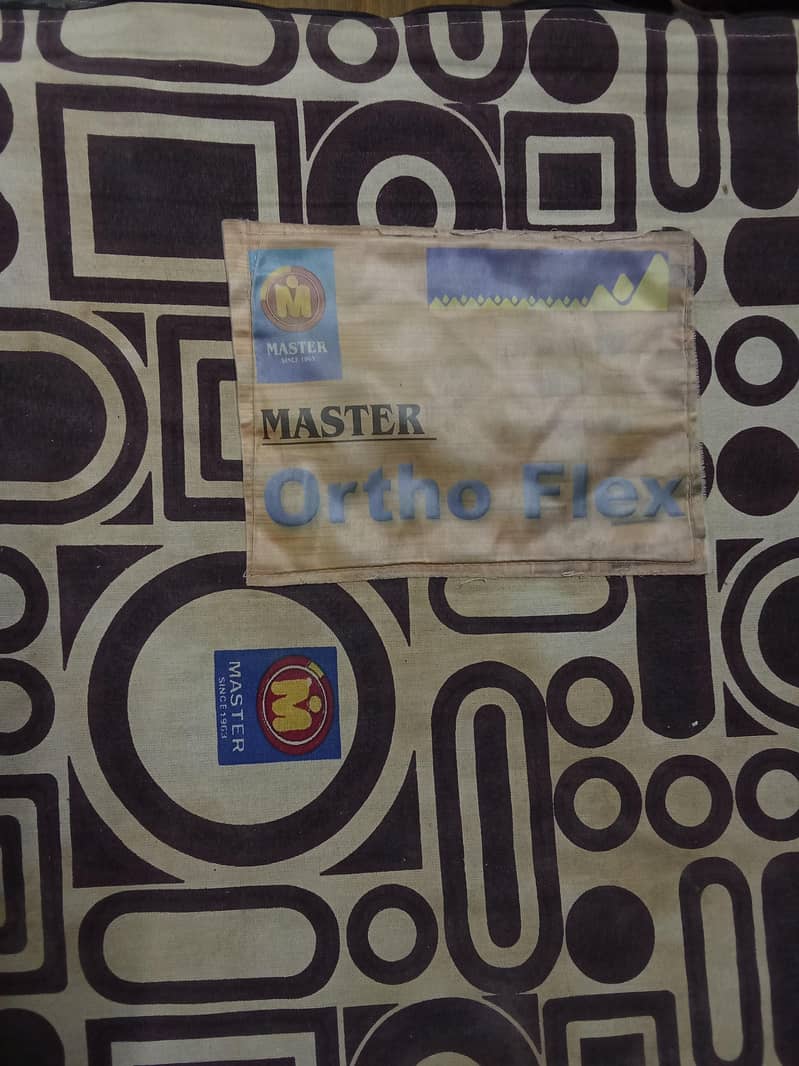 M
MASTER
SINCE 1963
MASTER
Ortho Flex
M
MASTER
SINCE 1963